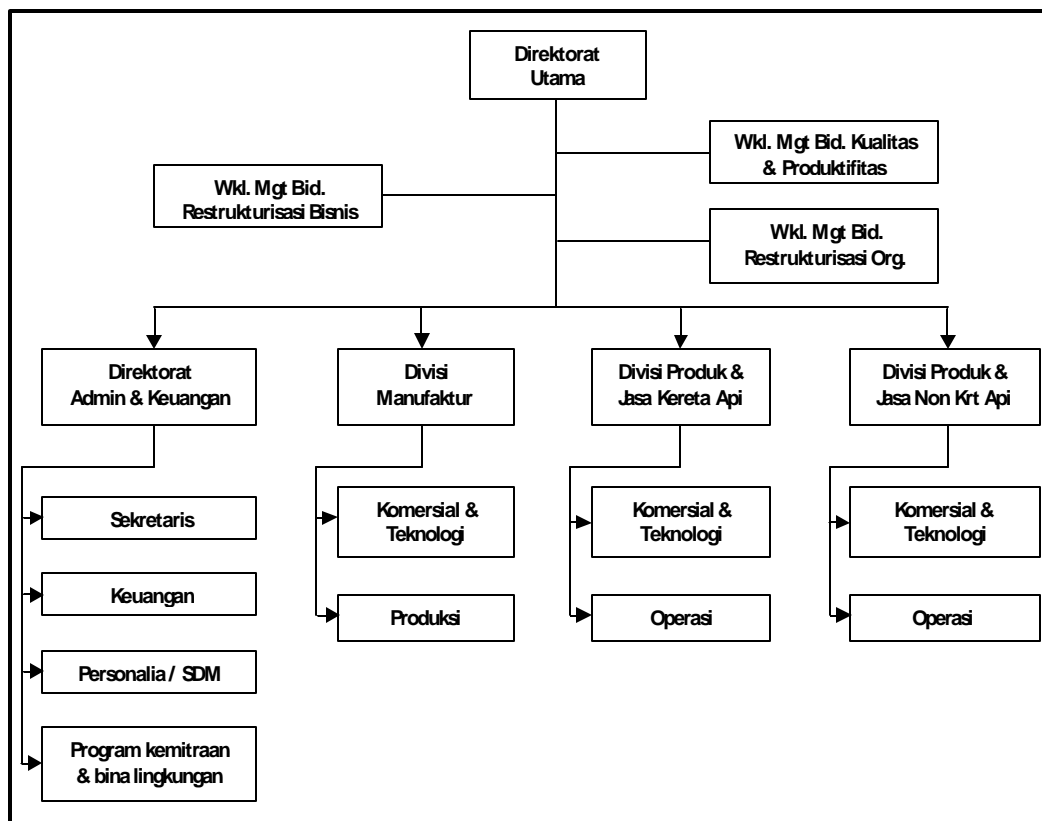 Direktorat
Utama
Wkl. Mgt Bid. Kualitas
& Produktifitas
Wkl. Mgt Bid.
Restrukturisasi Bisnis
Wkl. Mgt Bid.
Restrukturisasi Org.
Direktorat
Admin & Keuangan
Divisi
Manufaktur
Divisi Produk &
Jasa Kereta Api
Divisi Produk &
Jasa Non Krt Api
Sekretaris
Keuangan
Personalia / SDM
Program kemitraan
& bina lingkungan
Komersial &
Teknologi
Produksi
Komersial &
Teknologi
Operasi
Komersial &
Teknologi
Operasi